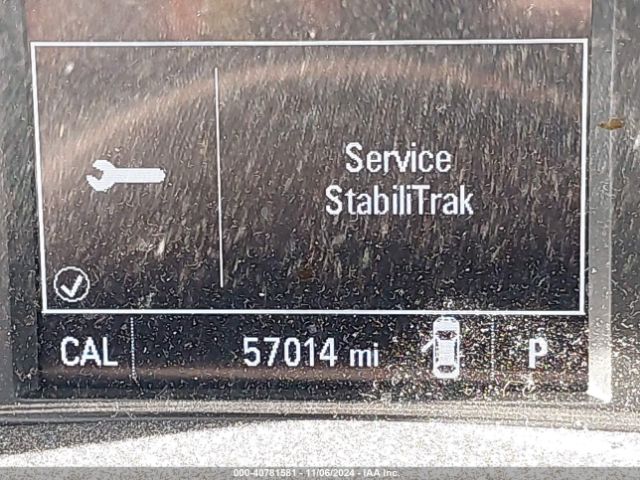 Service
StabiliTrak
CAL 57014 mi P
000-40781581 - 11/06/2024 - IAA Inc.